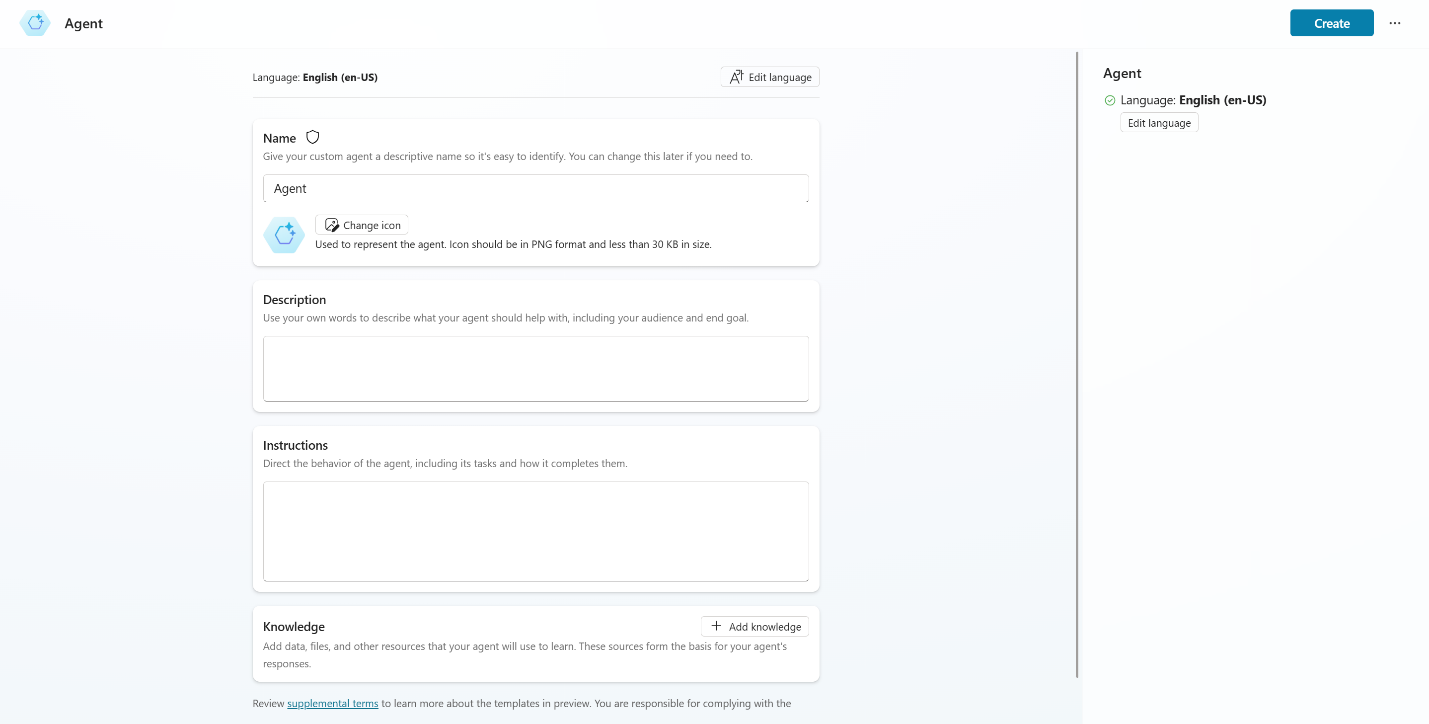 Agent
Create
Language: English (en-US)
Edit language
Name
Give your custom agent a descriptive name so it's easy to identify. You can change this later if you need to.
Agent
Change icon
Used to represent the agent. Icon should be in PNG format and less than 30 KB in size.
Description
Use your own words to describe what your agent should help with, including your audience and end goal.
Instructions
Direct the behavior of the agent, including its tasks and how it completes them.
Knowledge
Add knowledge
Add data, files, and other resources that your agent will use to learn. These sources form the basis for your agent's
responses.
Review supplemental terms to learn more about the templates in preview. You are responsible for complying with the
Agent
Language: English (en-US)
Edit language